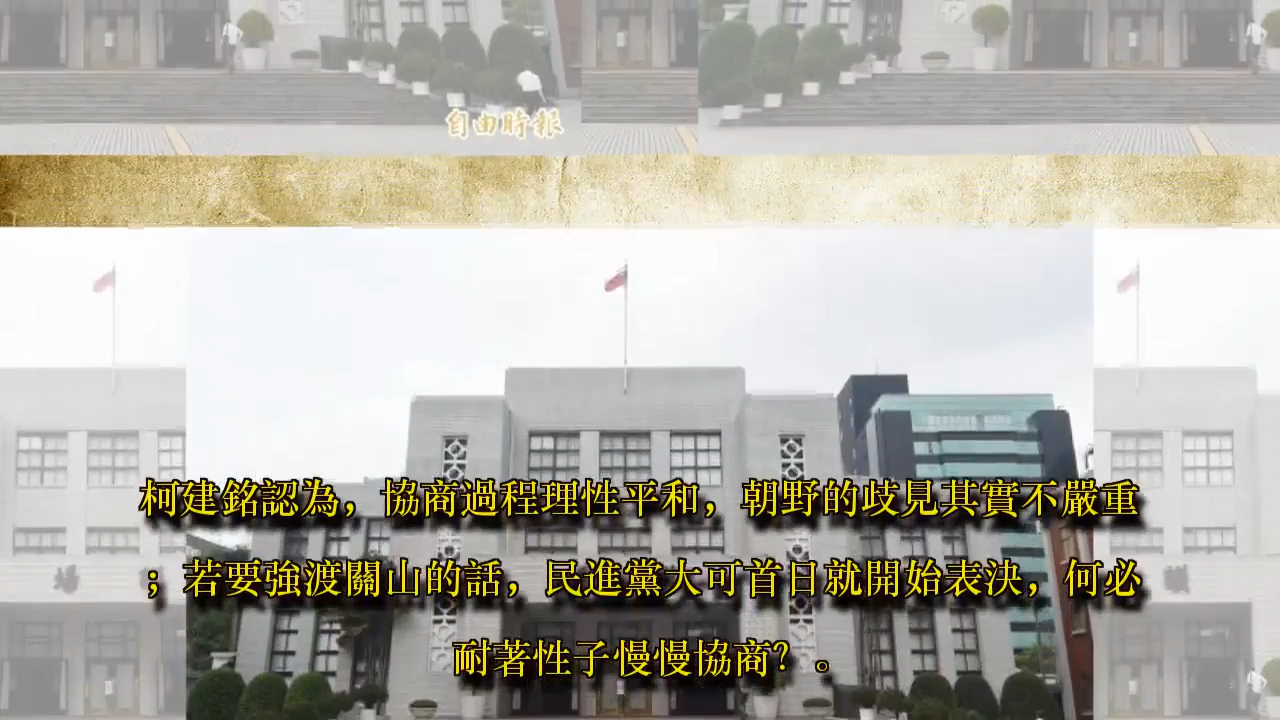 自由時報
柯建銘認為，協商過程理性平和，朝野的歧見其實不嚴重
；若要強渡關山的話，民進黨大可首日就開始表決，何必
耐著性子慢慢協商？。
場